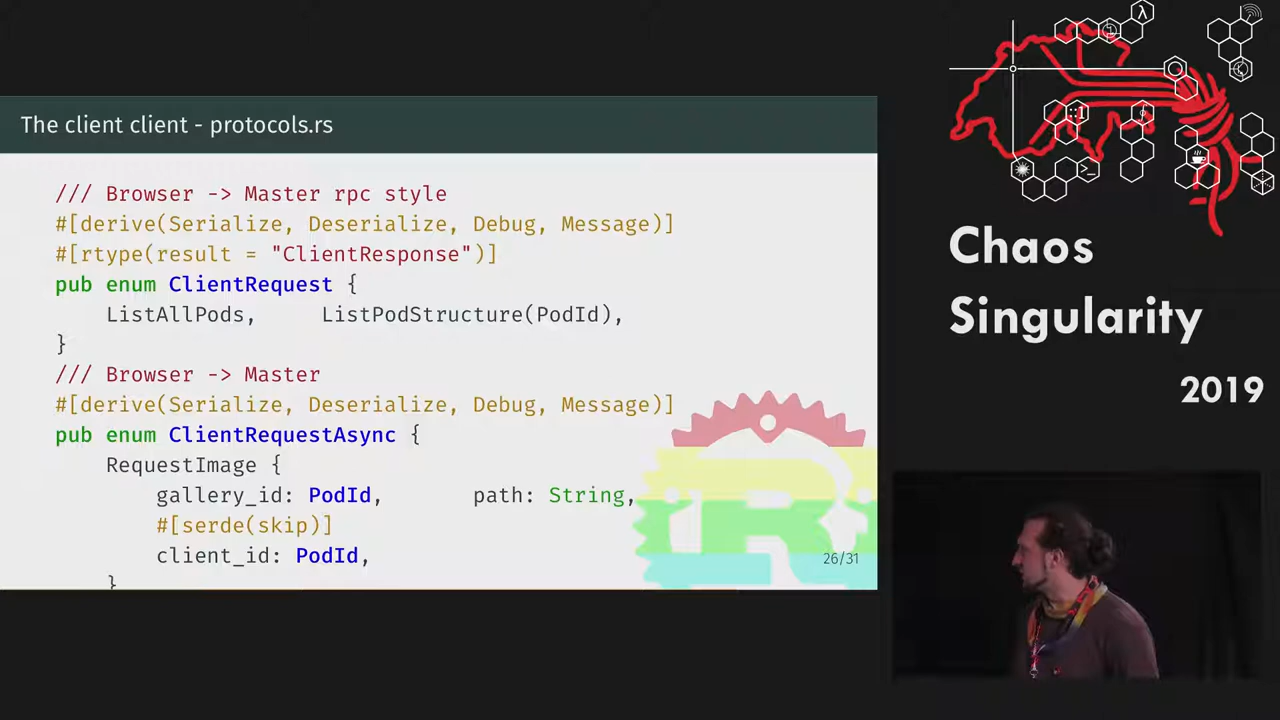 The client client - protocols.rs
/// Browser -> Master rpc style
#[derive(Serialize, Deserialize, Debug, Message)]
#[rtype(result = "ClientResponse")]
pub enum ClientRequest {
ListAllPods, ListPodStructure(PodId),
}
/// Browser -> Master
#[derive(Serialize, Deserialize, Debug, Message)]
pub enum ClientRequestAsync {
RequestImage {
gallery_id: PodId, path: String,
#[serde(skip)]
client_id: PodId,
}
26/31
Chaos
Singularity
2019